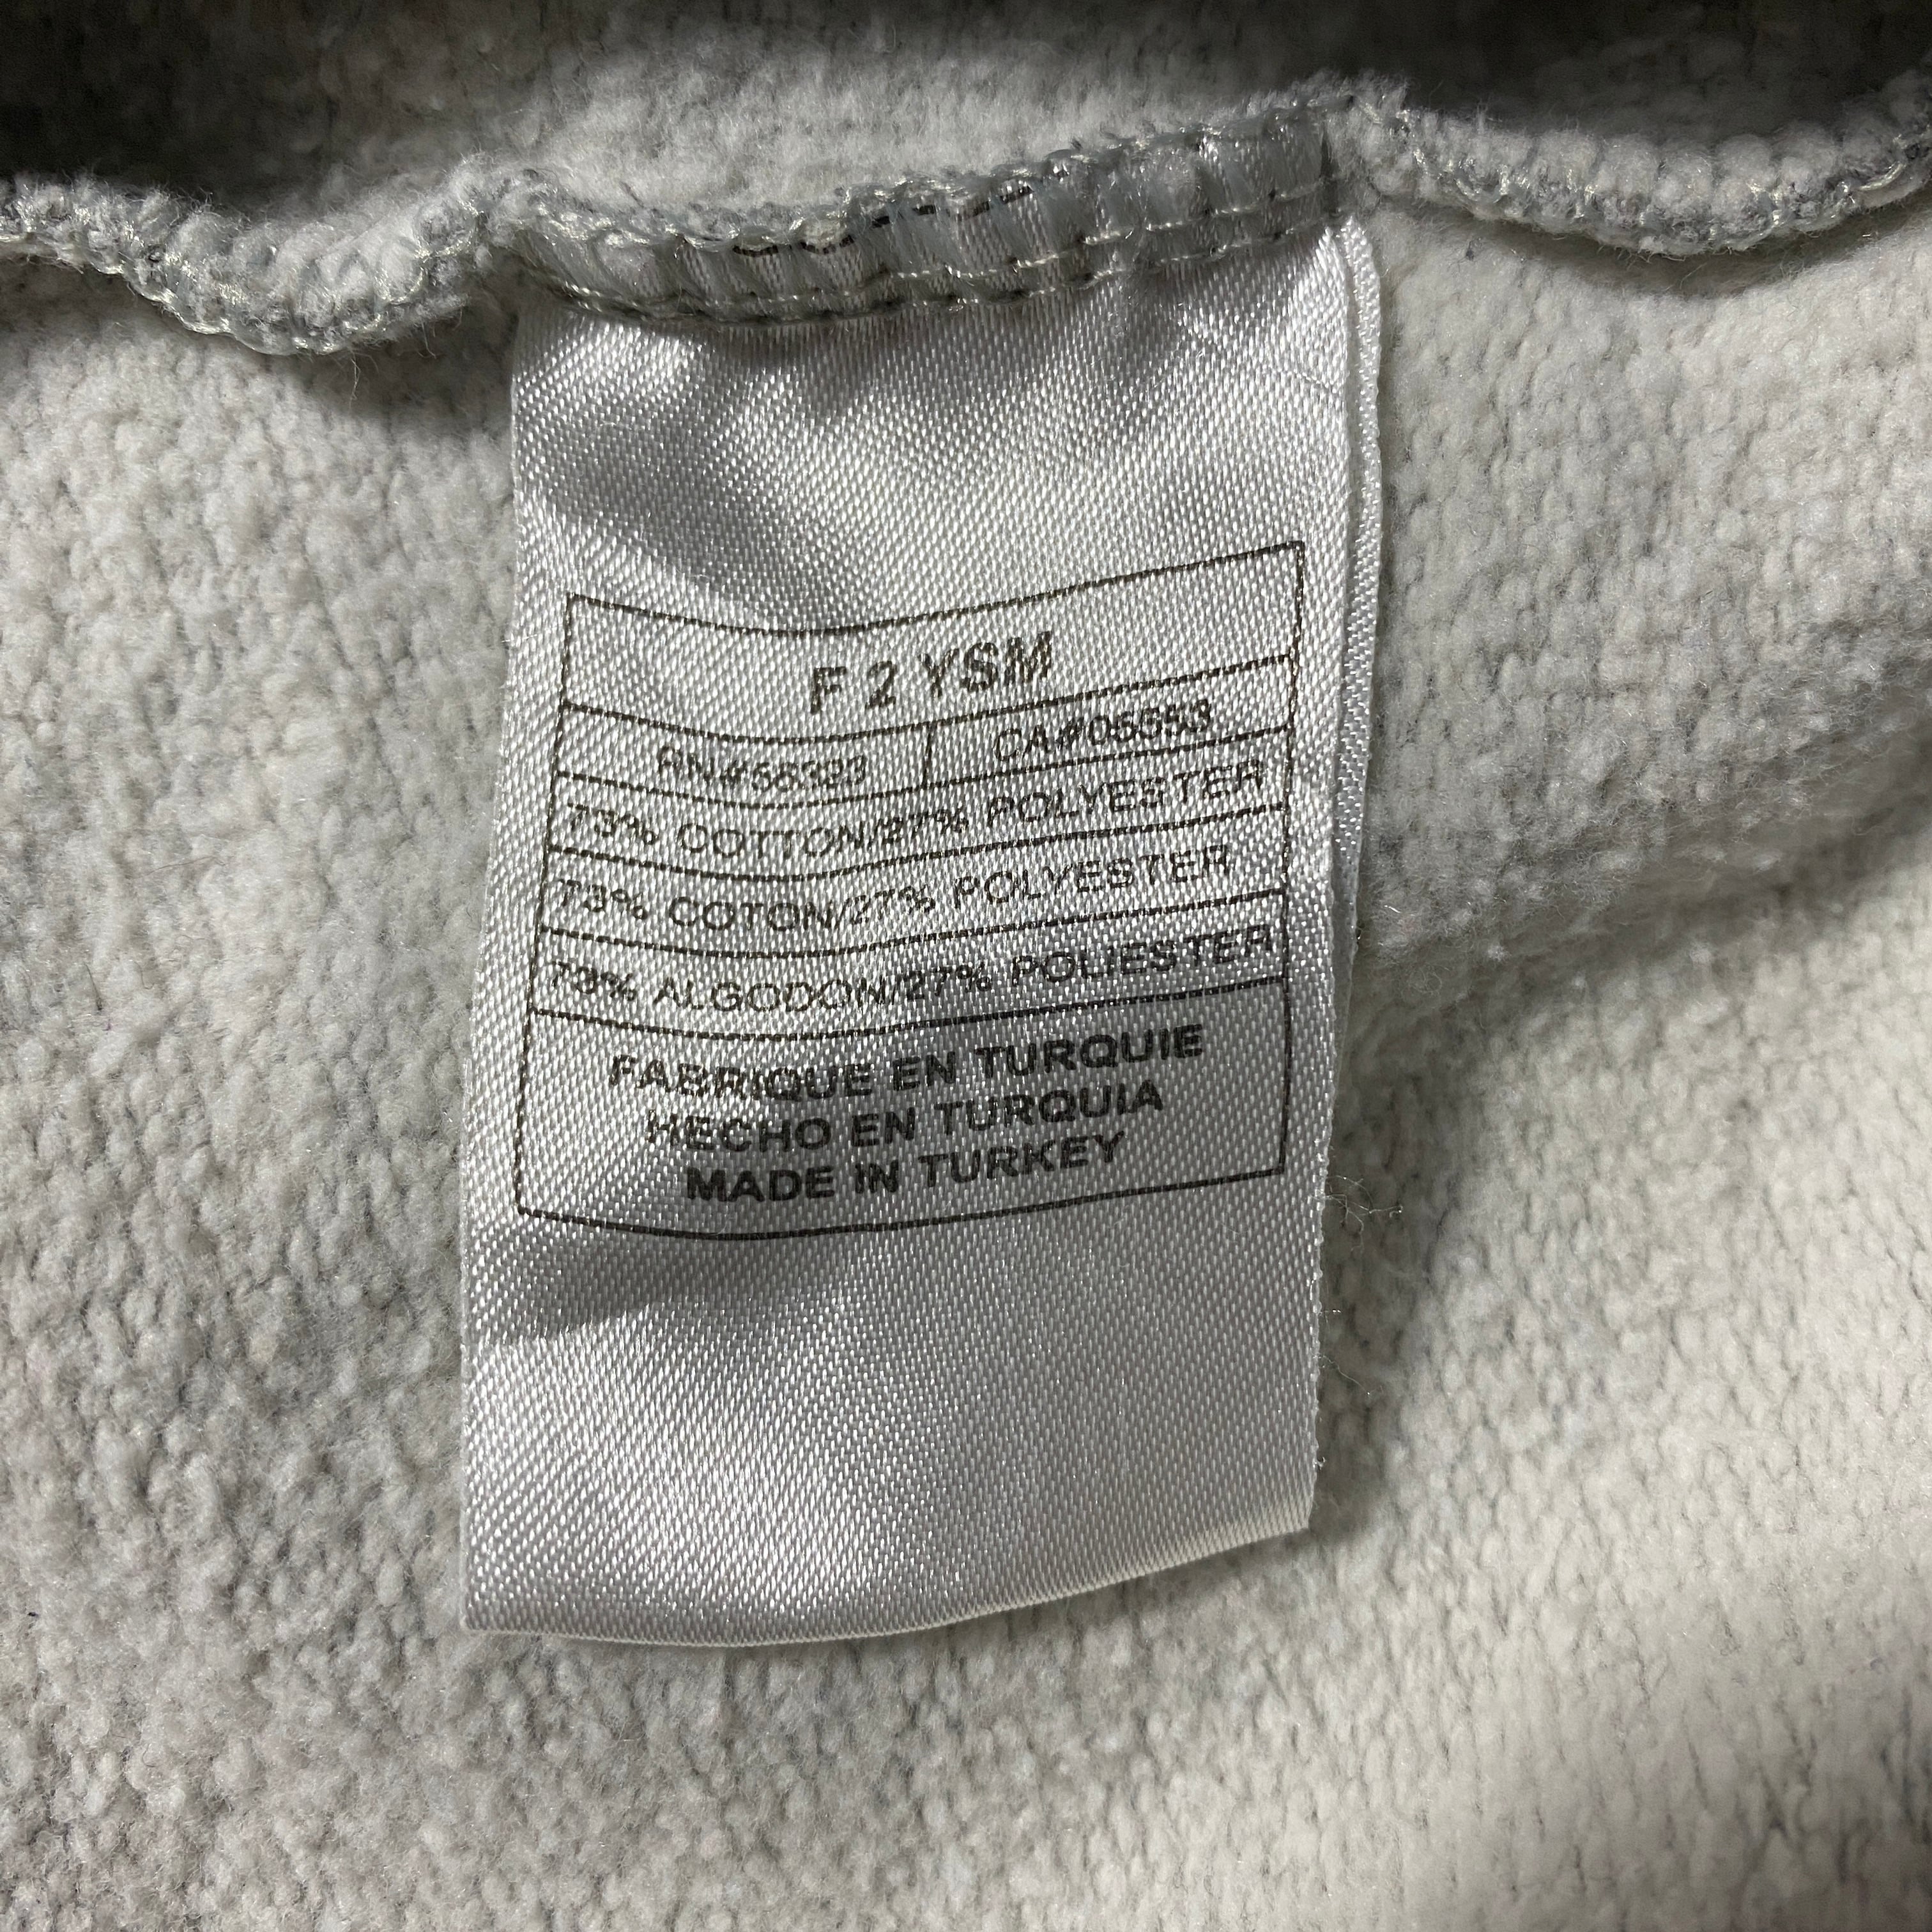 F 2 YSM
RN#56323 CA#05553
73% COTTON/27% POLYESTER
73% COTON/27% POLYESTER
73% ALGODON/27% POLIESTER
FABRIQUE EN TURQUIE
HECHO EN TURQUIA
MADE IN TURKEY